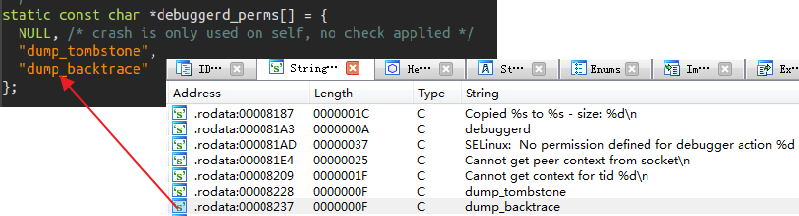 static const char *debuggerd_perms[] = {
NULL, /* crash is only used on self, no check applied */
"dump_tombstone",
"dump_backtrace"
};
ID··· String··· He··· St··· Enums Im··· Ex···
Address Length Type String
.rodata:00008187 0000001C C Copied %s to %s - size: %d\n
.rodata:000081A3 0000000A C debuggerd
.rodata:000081AD 00000037 C SELinux: No permission defined for debugger action %d
.rodata:000081E4 00000025 C Cannot get peer context from socket\n
.rodata:00008209 0000001F C Cannot get context for tid %d\n
.rodata:00008228 0000000F C dump_tombstone
.rodata:00008237 0000000F C dump_backtrace